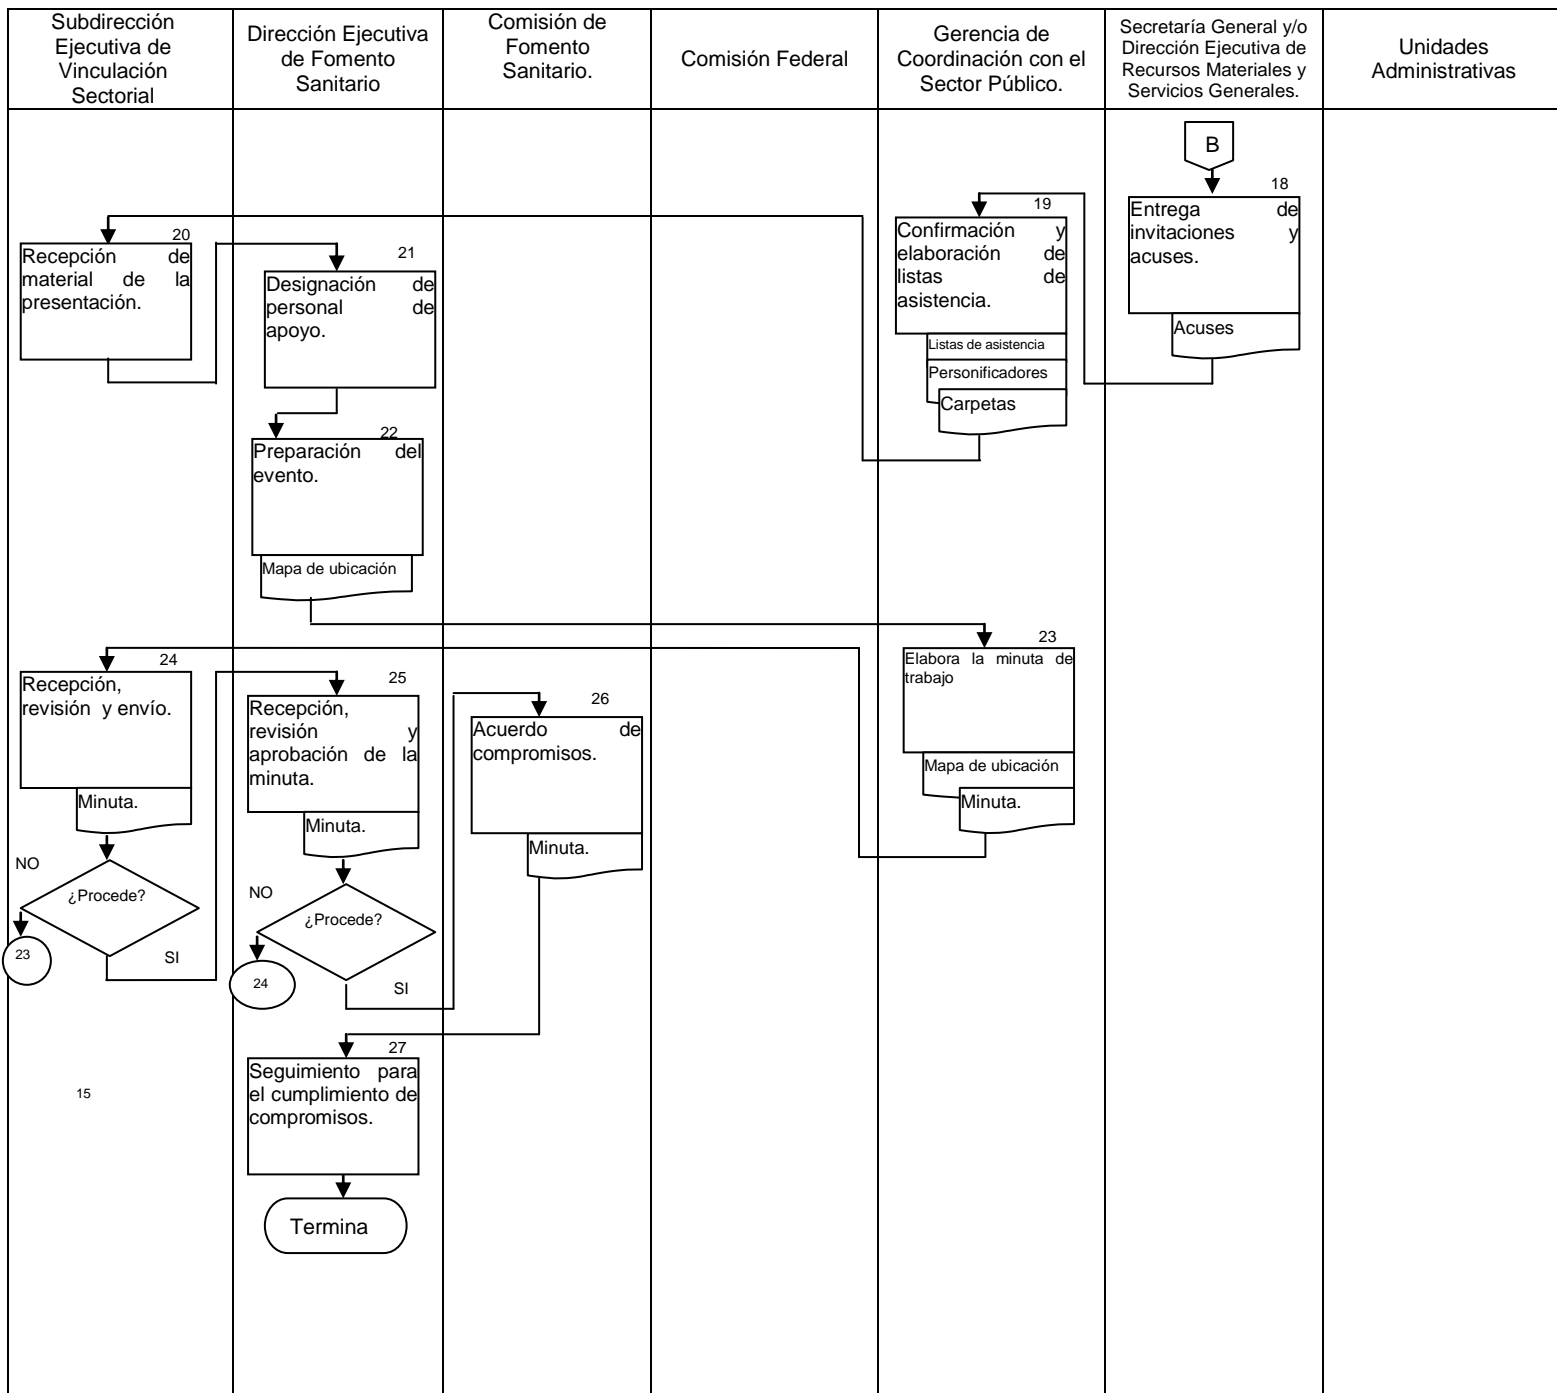 Subdirección
Ejecutiva de
Vinculación
Sectorial
Dirección Ejecutiva
de Fomento
Sanitario
Comisión de
Fomento
Sanitario.
Comisión Federal
Gerencia de
Coordinación con el
Sector Público.
Secretaría General y/o
Dirección Ejecutiva de
Recursos Materiales y
Servicios Generales.
Unidades
Administrativas
B
18
Entrega de
invitaciones y
acuses.
Acuses
19
Confirmación y
elaboración de
listas de
asistencia.
Listas de asistencia
Personificadores
Carpetas
20
Recepción de
material de la
presentación.
21
Designación de
personal de
apoyo.
22
Preparación del
evento.
Mapa de ubicación
23
Elabora la minuta de
trabajo
Mapa de ubicación
Minuta.
24
Recepción,
revisión y envío.
Minuta.
NO
¿Procede?
23
SI
25
Recepción,
revisión y
aprobación de la
minuta.
Minuta.
NO
¿Procede?
24
SI
26
Acuerdo de
compromisos.
Minuta.
27
Seguimiento para
el cumplimiento de
compromisos.
15
Termina